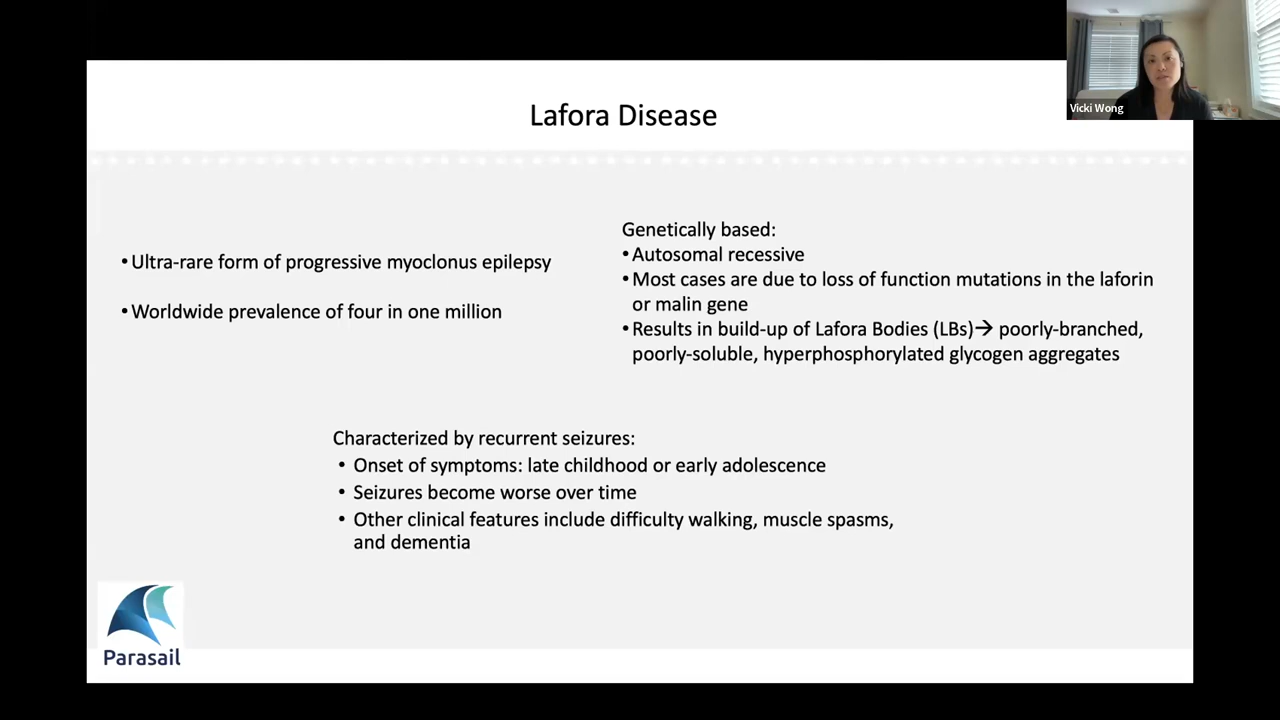 Lafora Disease
Vicki Wong
• Ultra-rare form of progressive myoclonus epilepsy
• Worldwide prevalence of four in one million
Genetically based:
• Autosomal recessive
• Most cases are due to loss of function mutations in the laforin
or malin gene
• Results in build-up of Lafora Bodies (LBs)→ poorly-branched,
poorly-soluble, hyperphosphorylated glycogen aggregates
Characterized by recurrent seizures:
• Onset of symptoms: late childhood or early adolescence
• Seizures become worse over time
• Other clinical features include difficulty walking, muscle spasms,
and dementia
Parasail